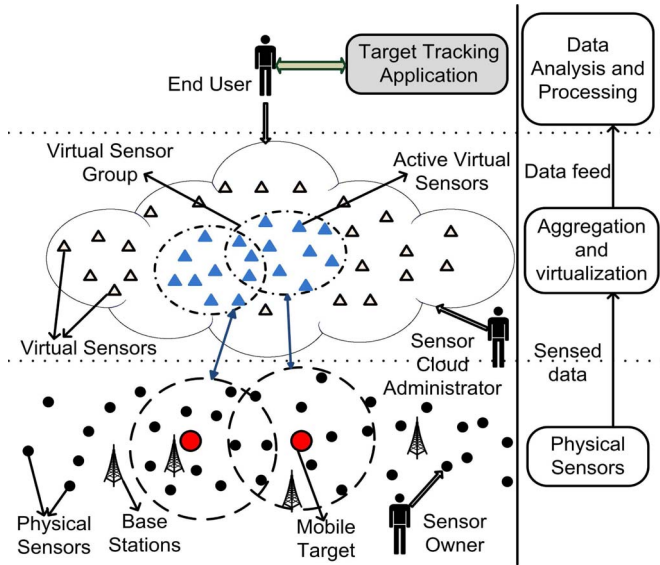 End User
Target Tracking
Application
Data
Analysis and
Processing
Virtual Sensor
Group
Active Virtual
Sensors
Data feed
Aggregation
and
virtualization
Virtual Sensors
Sensor
Cloud
Administrator
Sensed
data
Physical
Sensors
Physical
Sensors
Base
Stations
Mobile
Target
Sensor
Owner